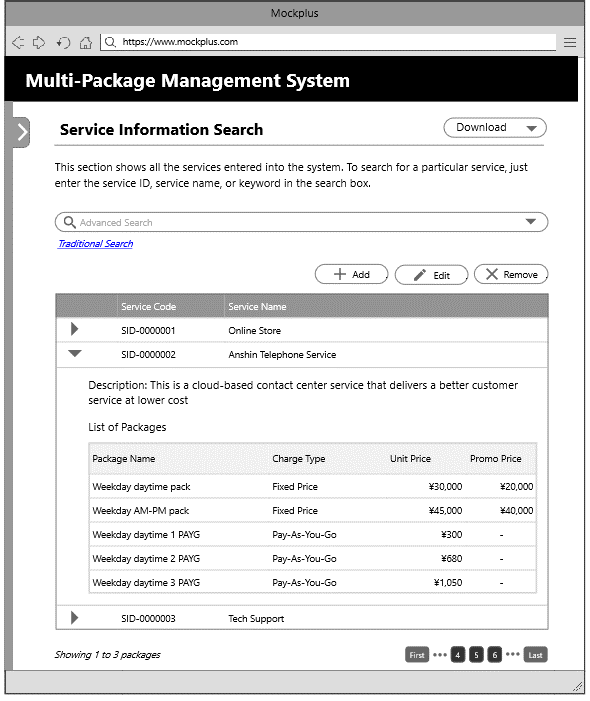 Mockplus
https://www.mockplus.com
Multi-Package Management System
Service Information Search
Download
This section shows all the services entered into the system. To search for a particular service, just
enter the service ID, service name, or keyword in the search box.
Advanced Search
Traditional Search
Add Edit Remove
Service Code Service Name
SID-0000001 Online Store
SID-0000002 Anshin Telephone Service
Description: This is a cloud-based contact center service that delivers a better customer
service at lower cost
List of Packages
Package Name Charge Type Unit Price Promo Price
Weekday daytime pack Fixed Price ¥30,000 ¥20,000
Weekday AM-PM pack Fixed Price ¥45,000 ¥40,000
Weekday daytime 1 PAYG Pay-As-You-Go ¥300 -
Weekday daytime 2 PAYG Pay-As-You-Go ¥680 -
Weekday daytime 3 PAYG Pay-As-You-Go ¥1,050 -
SID-0000003 Tech Support
Showing 1 to 3 packages
First ••• 4 5 6 ••• Last